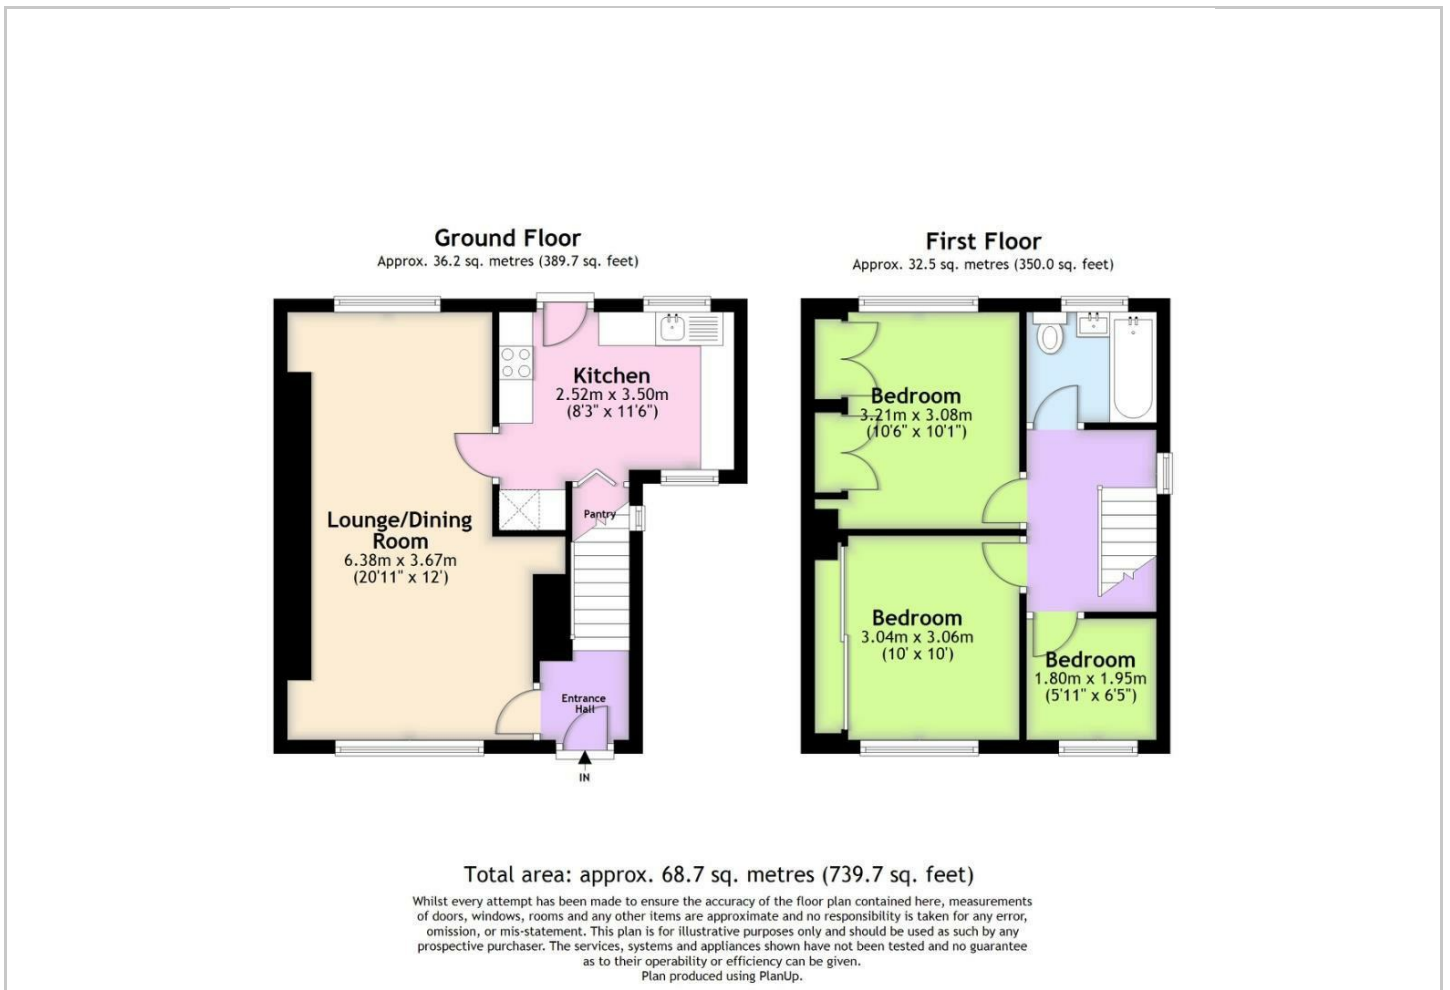 Ground Floor
Approx. 36.2 sq. metres (389.7 sq. feet)
Kitchen
2.52m x 3.50m
(8'3" x 11'6")
Pantry
Lounge/Dining
Room
6.38m x 3.67m
(20'11" x 12')
Entrance
Hall
IN
First Floor
Approx. 32.5 sq. metres (350.0 sq. feet)
Bedroom
3.21m x 3.08m
(10'6" x 10'1")
Bedroom
3.04m x 3.06m
(10' x 10')
Bedroom
1.80m x 1.95m
(5'11" x 6'5")
Total area: approx. 68.7 sq. metres (739.7 sq. feet)
Whilst every attempt has been made to ensure the accuracy of the floor plan contained here, measurements
of doors, windows, rooms and any other items are approximate and no responsibility is taken for any error,
omission, or mis-statement. This plan is for illustrative purposes only and should be used as such by any
prospective purchaser. The services, systems and appliances shown have not been tested and no guarantee
as to their operability or efficiency can be given.
Plan produced using PlanUp.